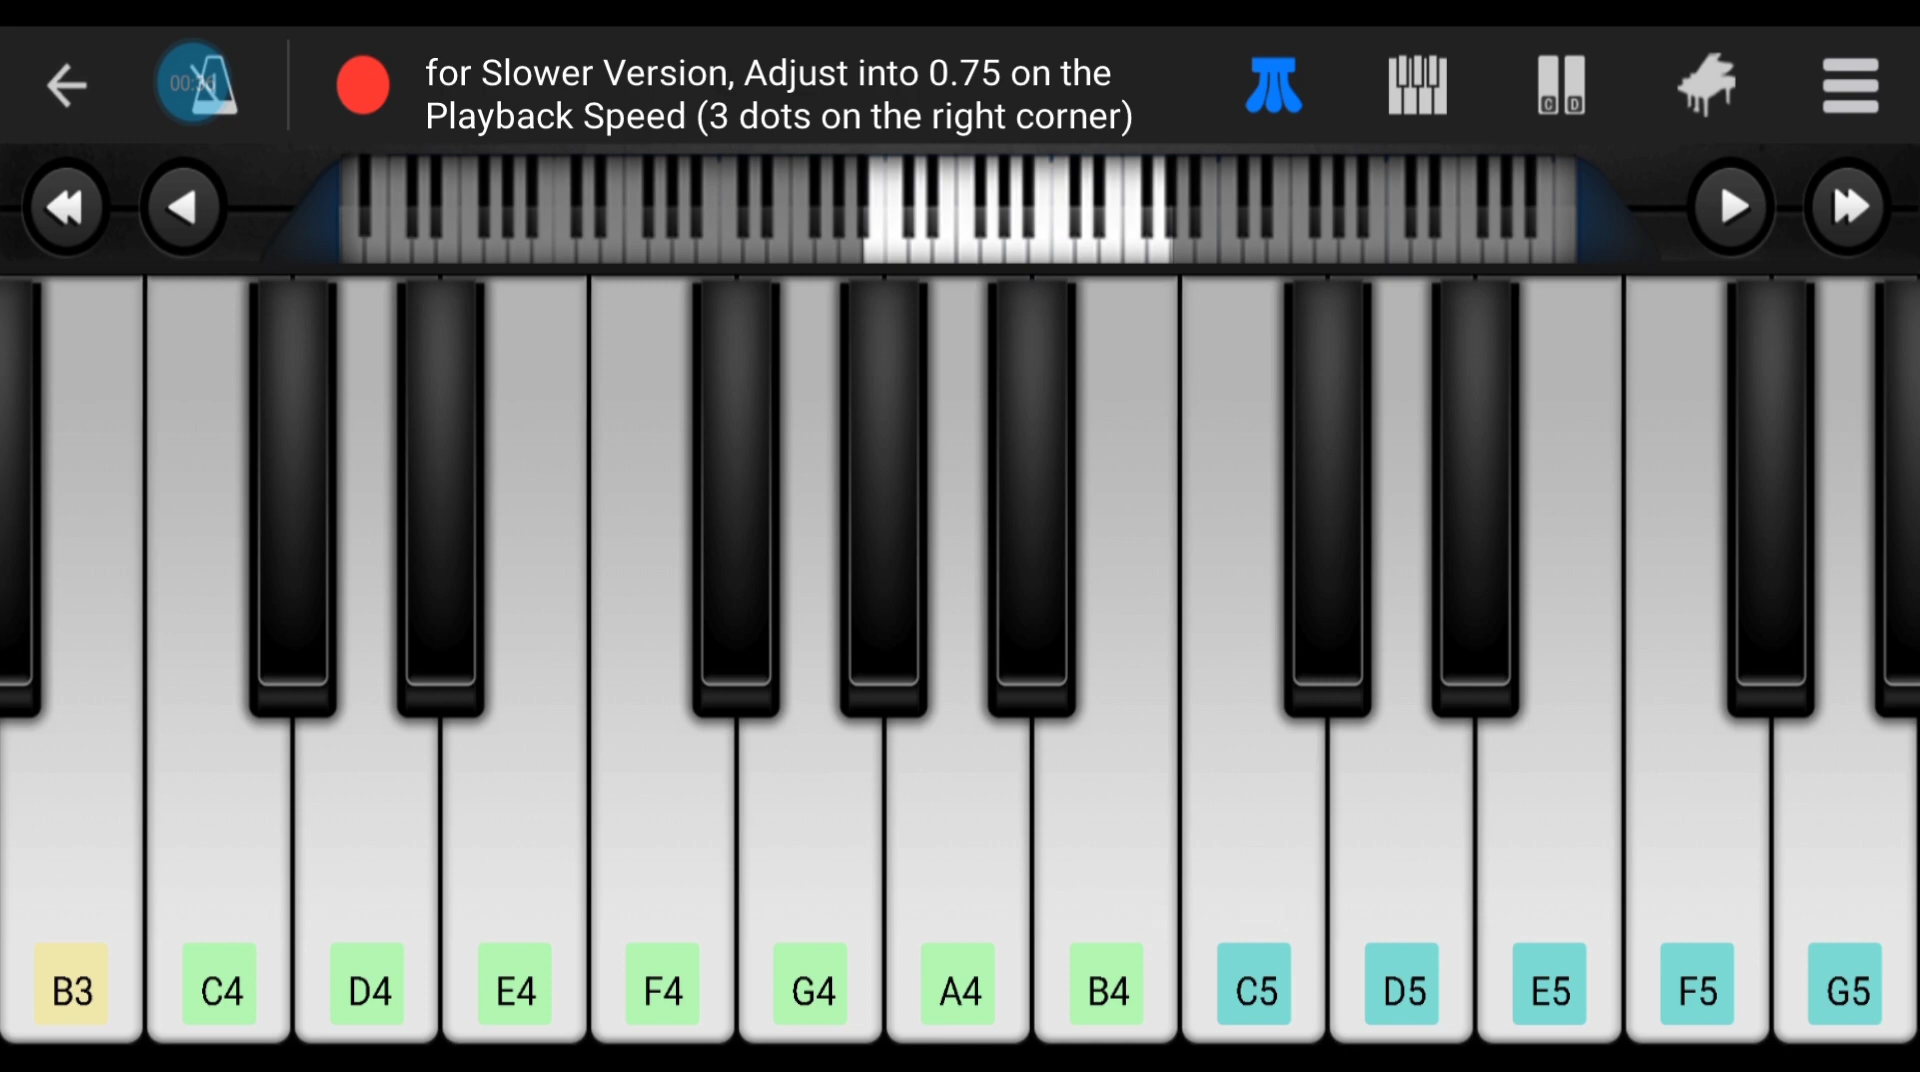 for Slower Version, Adjust into 0.75 on the
Playback Speed (3 dots on the right corner)
C D
B3 C4 D4 E4 F4 G4 A4 B4 C5 D5 E5 F5 G5